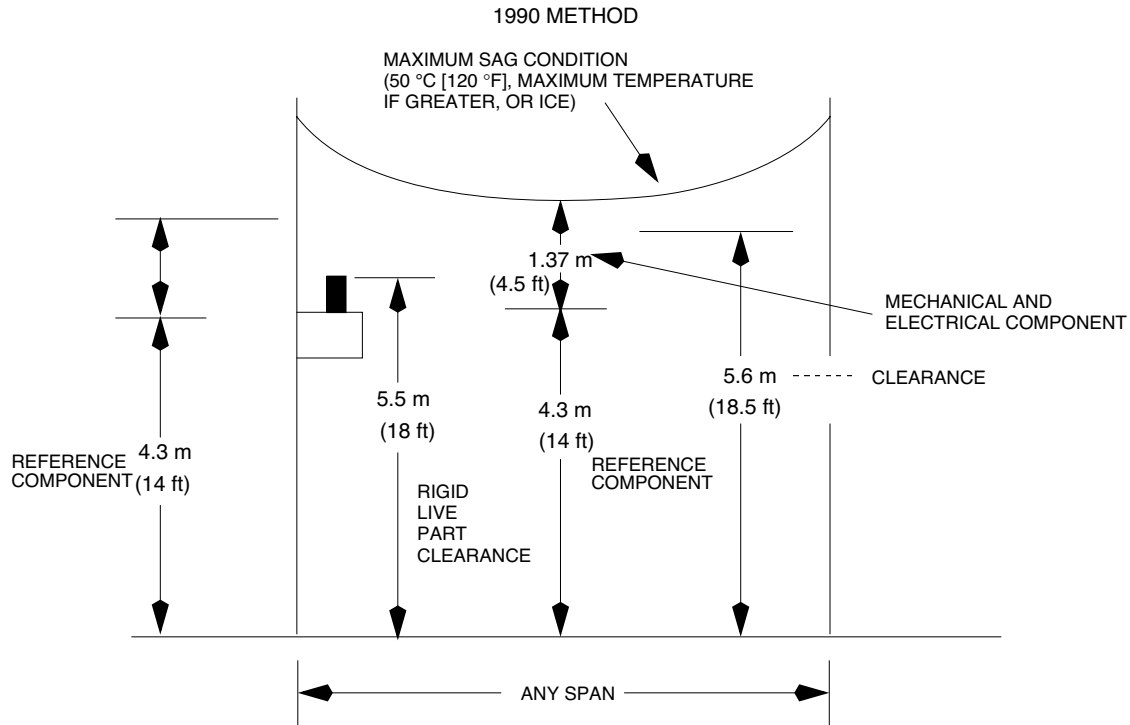 1990 METHOD
MAXIMUM SAG CONDITION
(50 °C [120 °F], MAXIMUM TEMPERATURE
IF GREATER, OR ICE)
1.37 m
(4.5 ft)
MECHANICAL AND
ELECTRICAL COMPONENT
5.6 m
(18.5 ft)
CLEARANCE
5.5 m
(18 ft)
4.3 m
(14 ft)
REFERENCE
COMPONENT
4.3 m
(14 ft)
REFERENCE
COMPONENT
RIGID
LIVE
PART
CLEARANCE
ANY SPAN